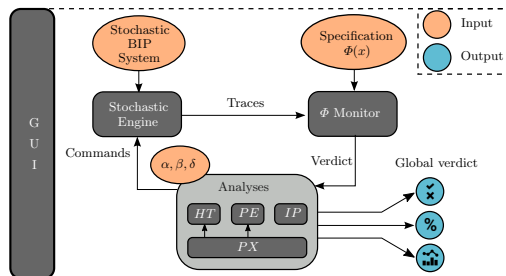 Stochastic
BIP
System
Specification
Φ(x)
Input
Output
G
U
I
Stochastic
Engine
Traces
Φ Monitor
Commands
α, β, δ
Verdict
Global verdict
Analyses
HT
PE
IP
PX
%